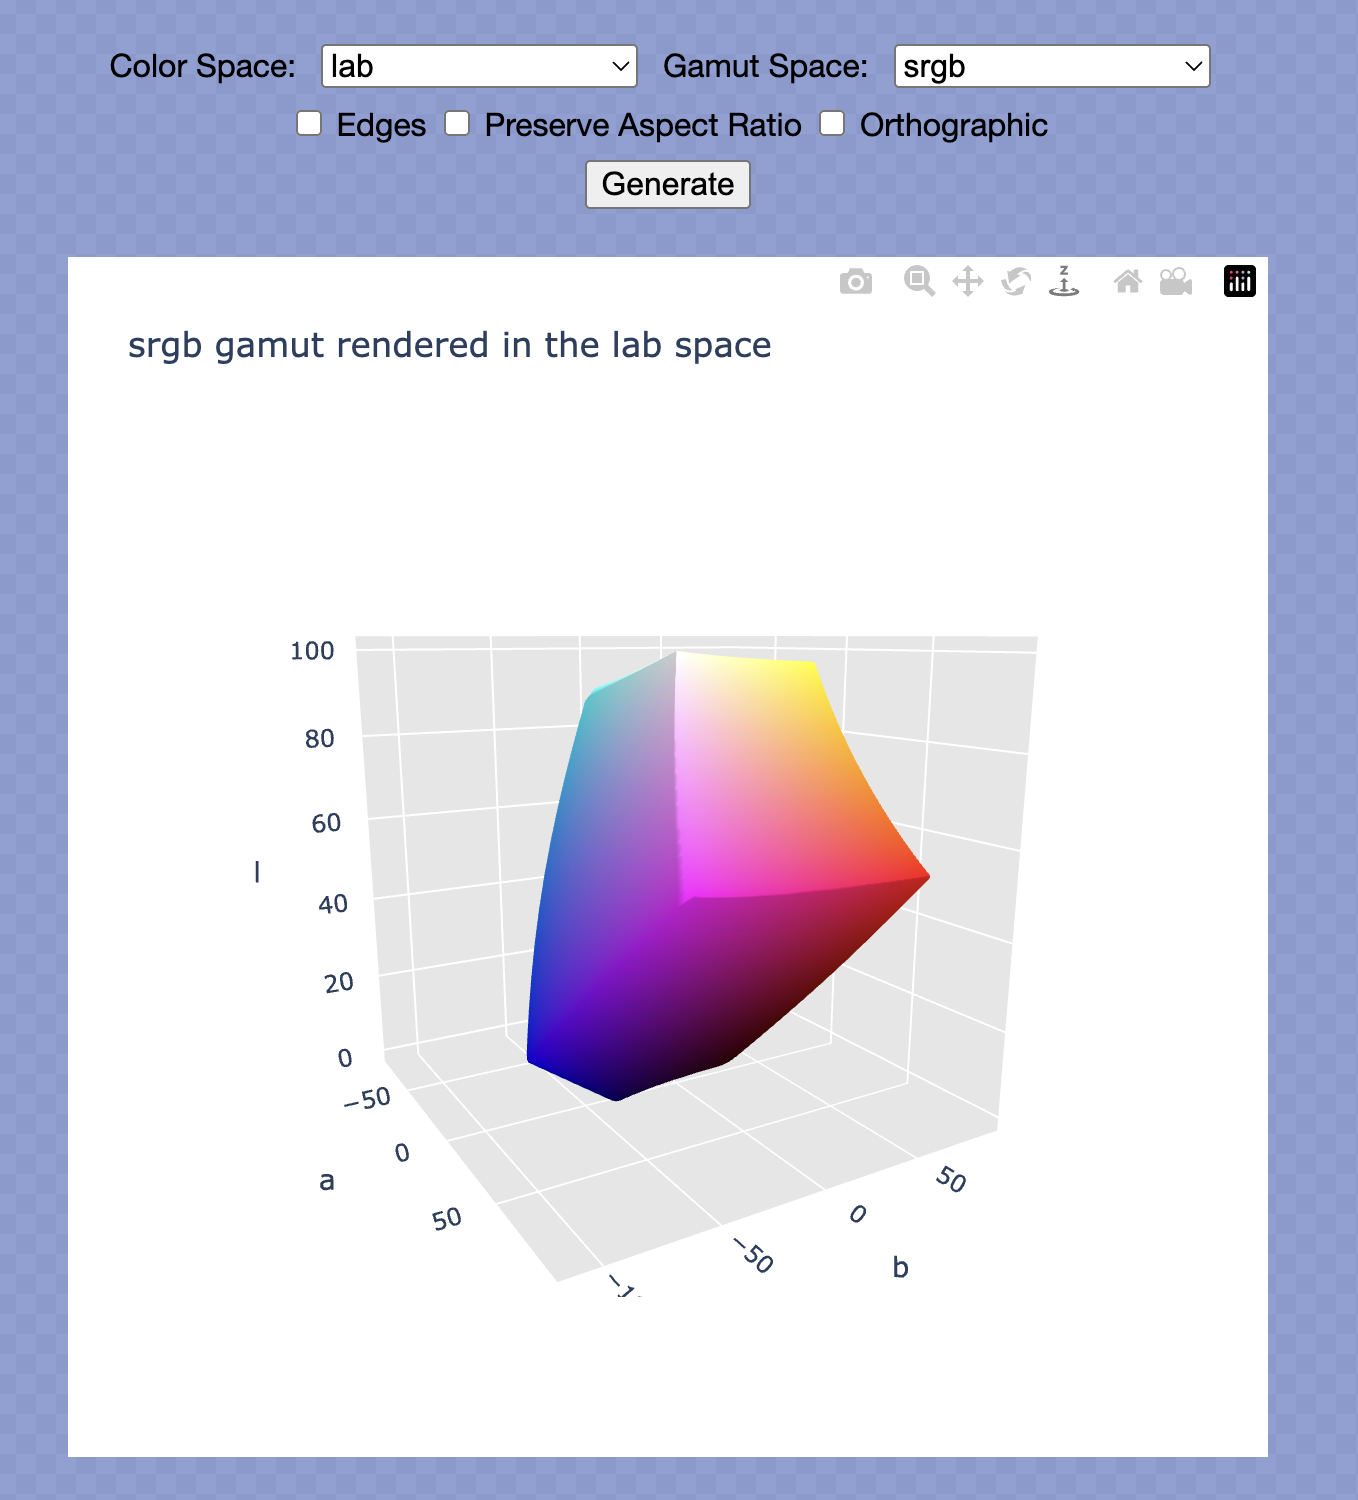 Color Space: lab Gamut Space: srgb
Edges Preserve Aspect Ratio Orthographic
Generate
z
srgb gamut rendered in the lab space
100
80
60
l
40
20
0
−50
0
a
50
50
0
−50
b